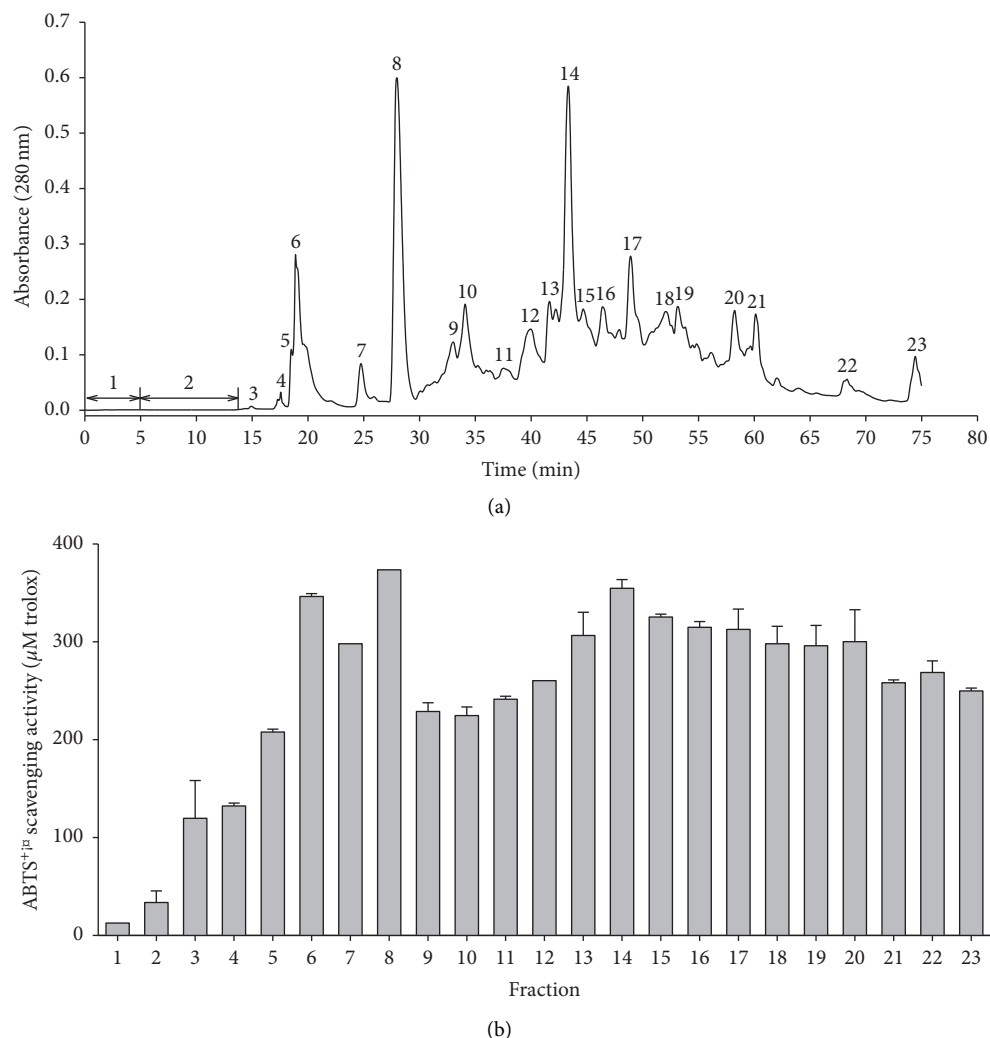 0.7
0.6
0.5
0.4
0.3
0.2
0.1
0.0
Absorbance (280 nm)
1 2 3 4 5 6 7 8 9 10 11 12 13 14 15 16 17 18 19 20 21 22 23
0 5 10 15 20 25 30 35 40 45 50 55 60 65 70 75 80
Time (min)
(a)
400
300
200
100
0
ABTS+i¤ scavenging activity (μM trolox)
1 2 3 4 5 6 7 8 9 10 11 12 13 14 15 16 17 18 19 20 21 22 23
Fraction
(b)